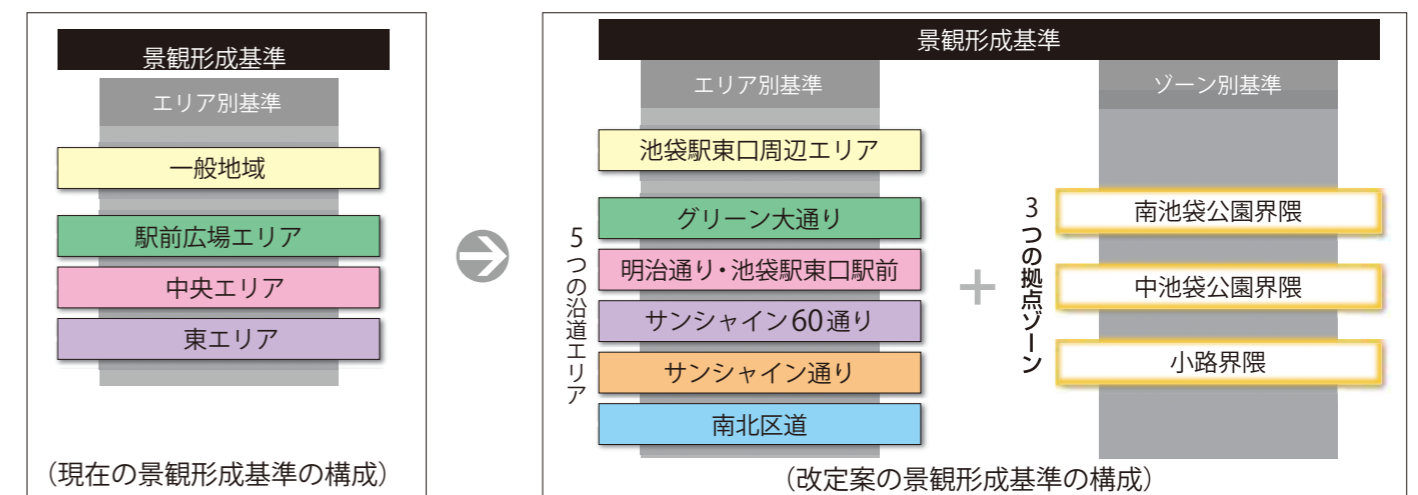 景観形成基準
エリア別基準
一般地域
駅前広場エリア
中央エリア
東エリア
（現在の景観形成基準の構成）
景観形成基準
エリア別基準
池袋駅東口周辺エリア
5つの沿道エリア
グリーン大通り
明治通り・池袋駅東口駅前
サンシャイン60通り
サンシャイン通り
南北区道
+
ゾーン別基準
3つの拠点ゾーン
南池袋公園界隈
中池袋公園界隈
小路界隈
（改定案の景観形成基準の構成）